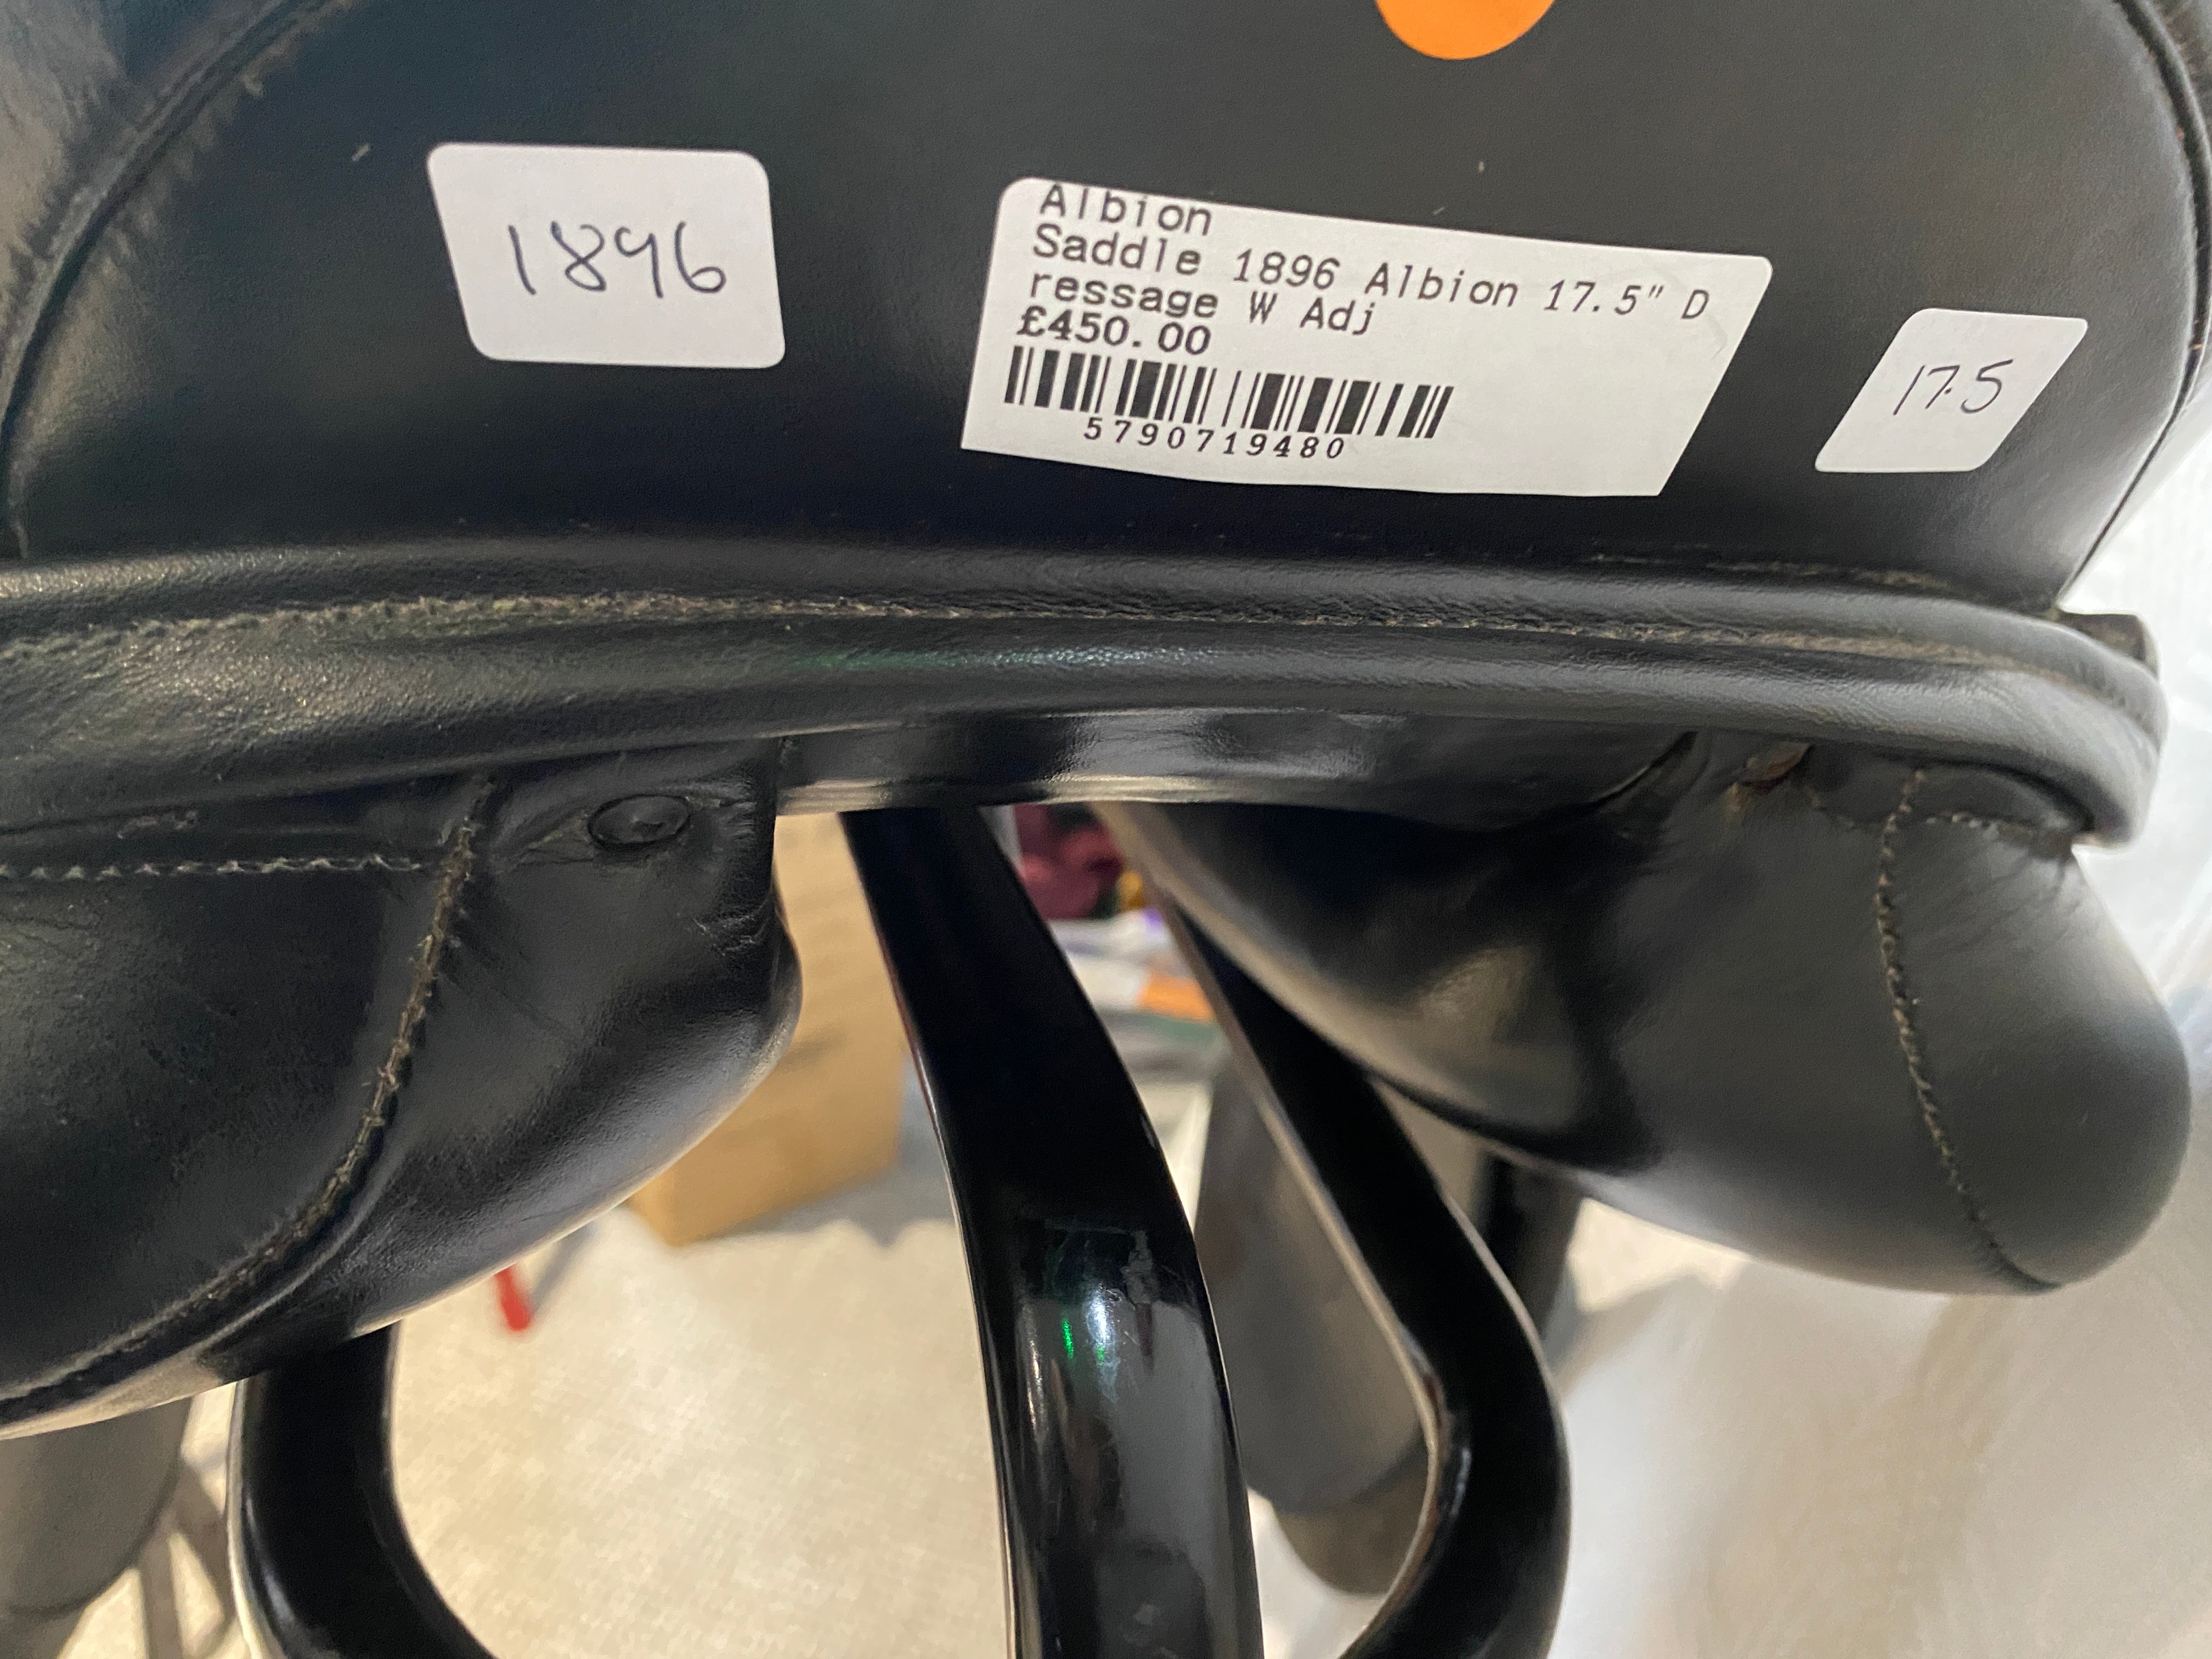 1896
Albion
Saddle 1896 Albion 17.5" D
ressage W Adj
£450.00
5790719480
17.5